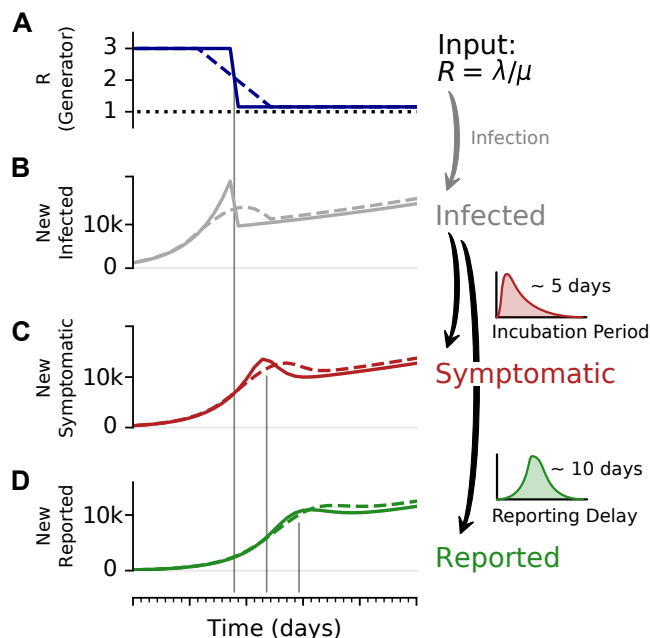 A
R
(Generator)
3
2
1
Input:
R = λ/μ
Infection
B
New
Infected
10k
0
Infected
~ 5 days
Incubation Period
C
New
Symptomatic
10k
0
Symptomatic
D
New
Reported
10k
0
~ 10 days
Reporting Delay
Reported
Time (days)